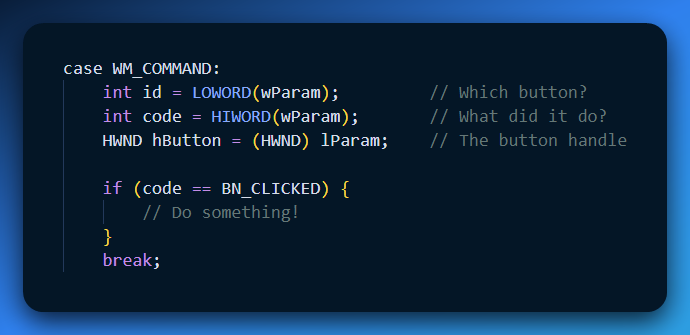 case WM_COMMAND:
    int id = LOWORD(wParam);         // Which button?
    int code = HIWORD(wParam);       // What did it do?
    HWND hButton = (HWND) lParam;    // The button handle

    if (code == BN_CLICKED) {
        // Do something!
    }
    break;